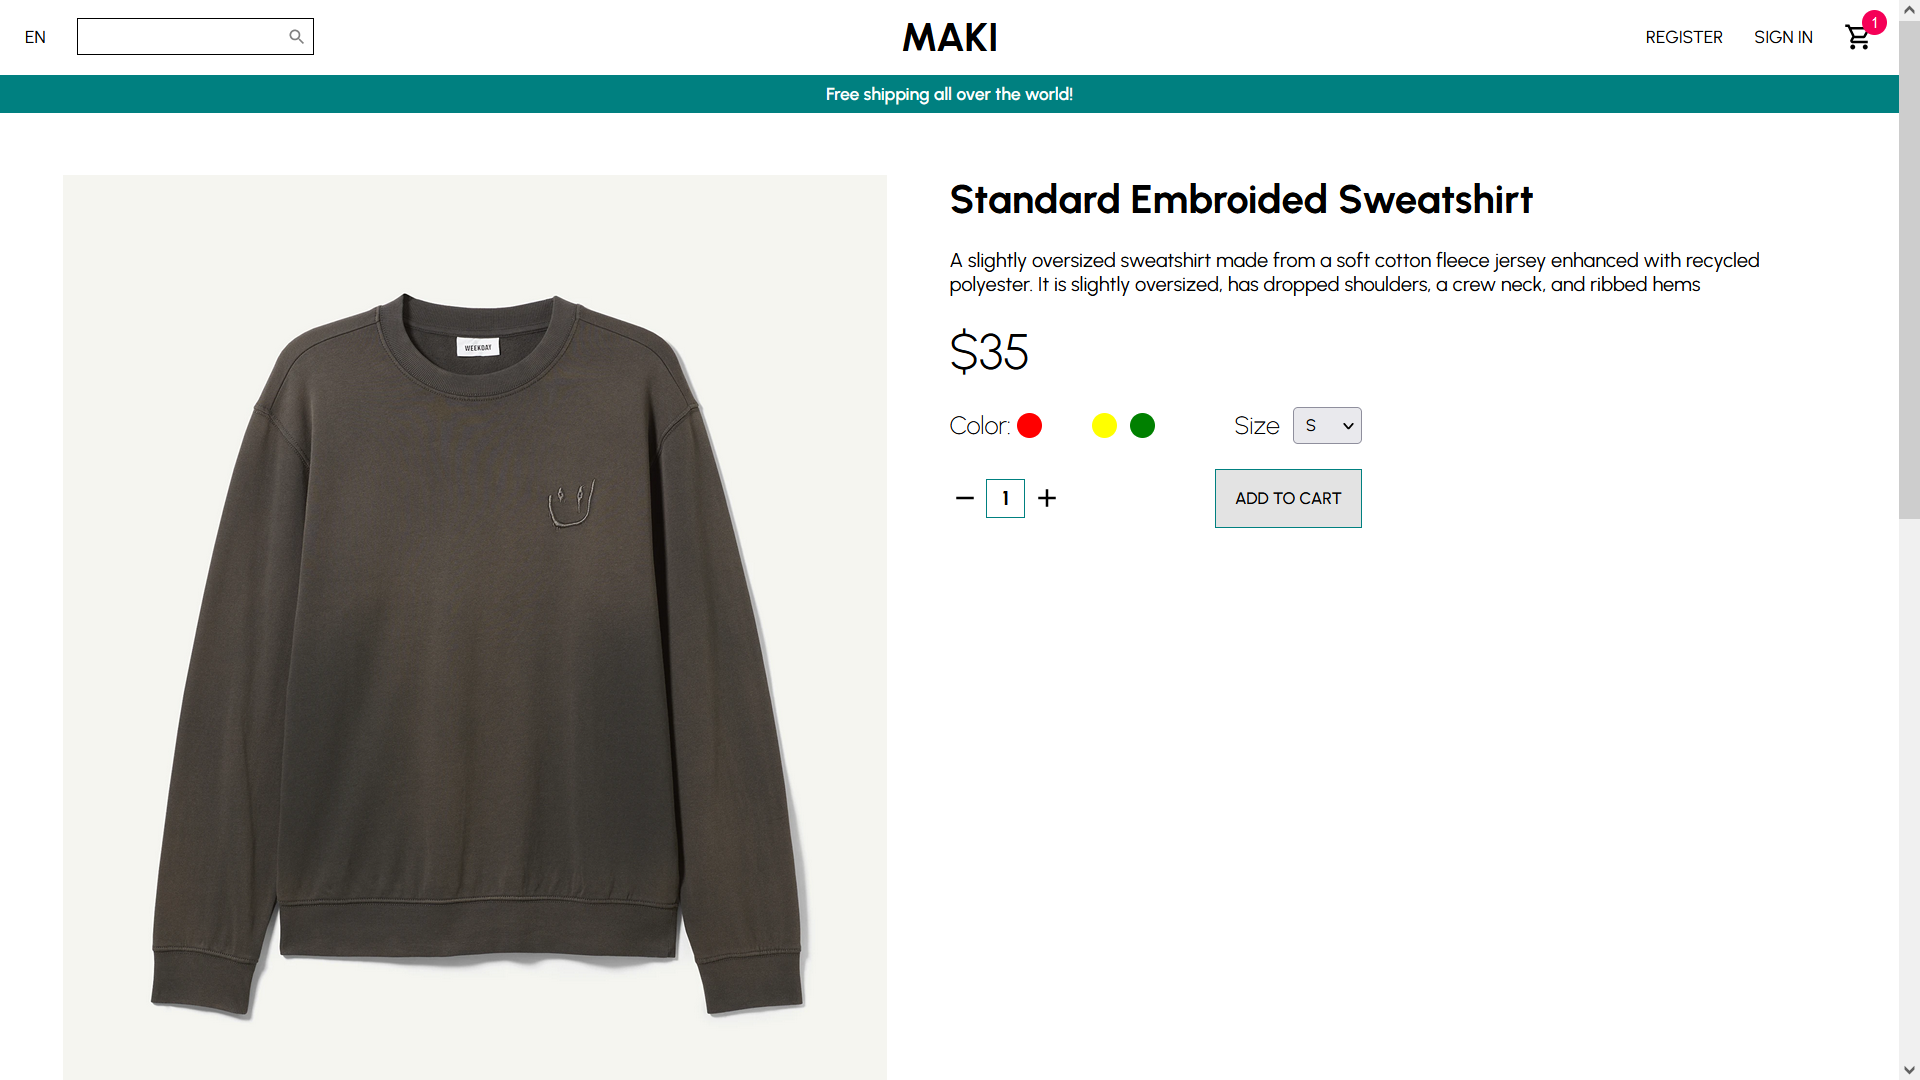 EN
MAKI
REGISTER
SIGN IN
1
Free shipping all over the world!
WEEKDAY
Standard Embroided Sweatshirt
A slightly oversized sweatshirt made from a soft cotton fleece jersey enhanced with recycled
polyester. It is slightly oversized, has dropped shoulders, a crew neck, and ribbed hems
$35
Color:
Size
S
1
ADD TO CART